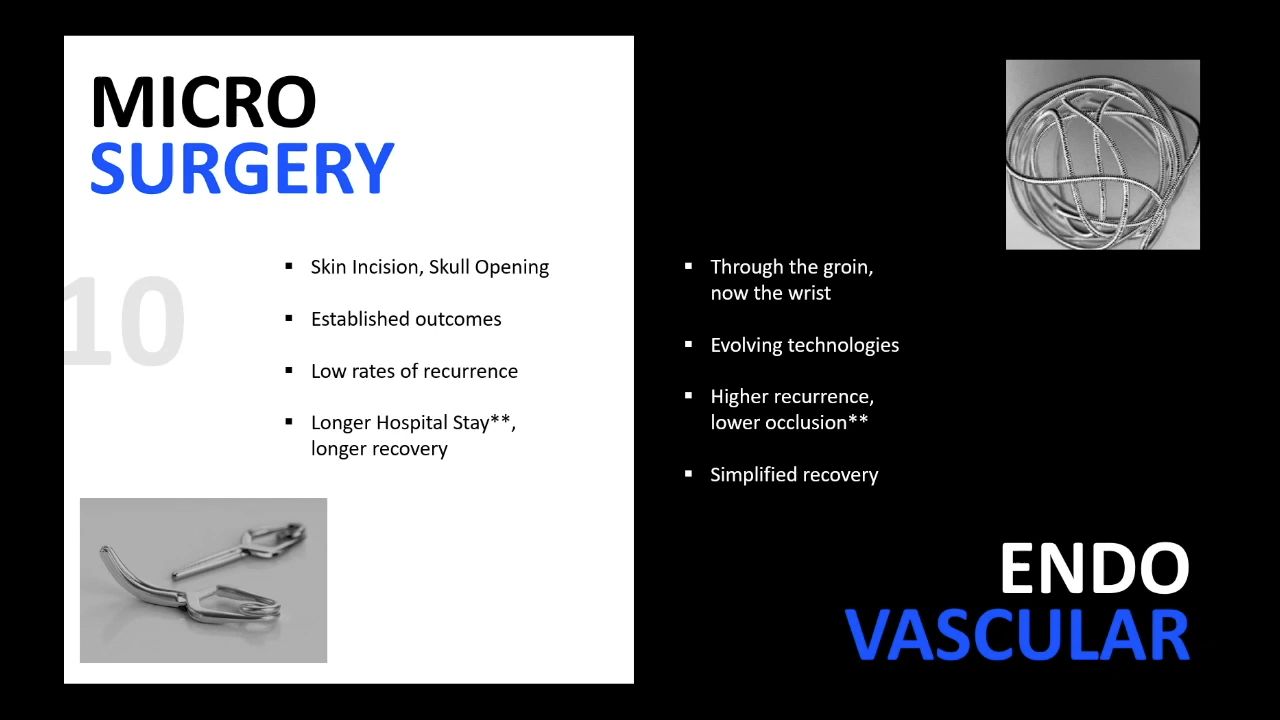 MICRO
SURGERY
10
▪ Skin Incision, Skull Opening
▪ Established outcomes
▪ Low rates of recurrence
▪ Longer Hospital Stay**,
longer recovery
▪ Through the groin,
now the wrist
▪ Evolving technologies
▪ Higher recurrence,
lower occlusion**
▪ Simplified recovery
ENDO
VASCULAR